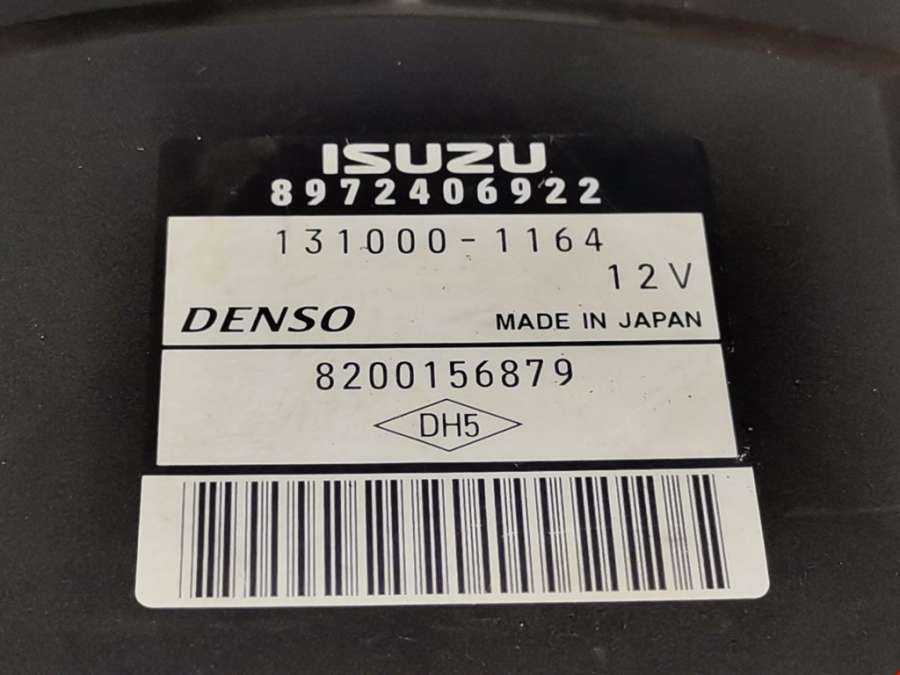 ISUZU
8972406922
131000-1164
12V
DENSO MADE IN JAPAN
8200156879
DH5